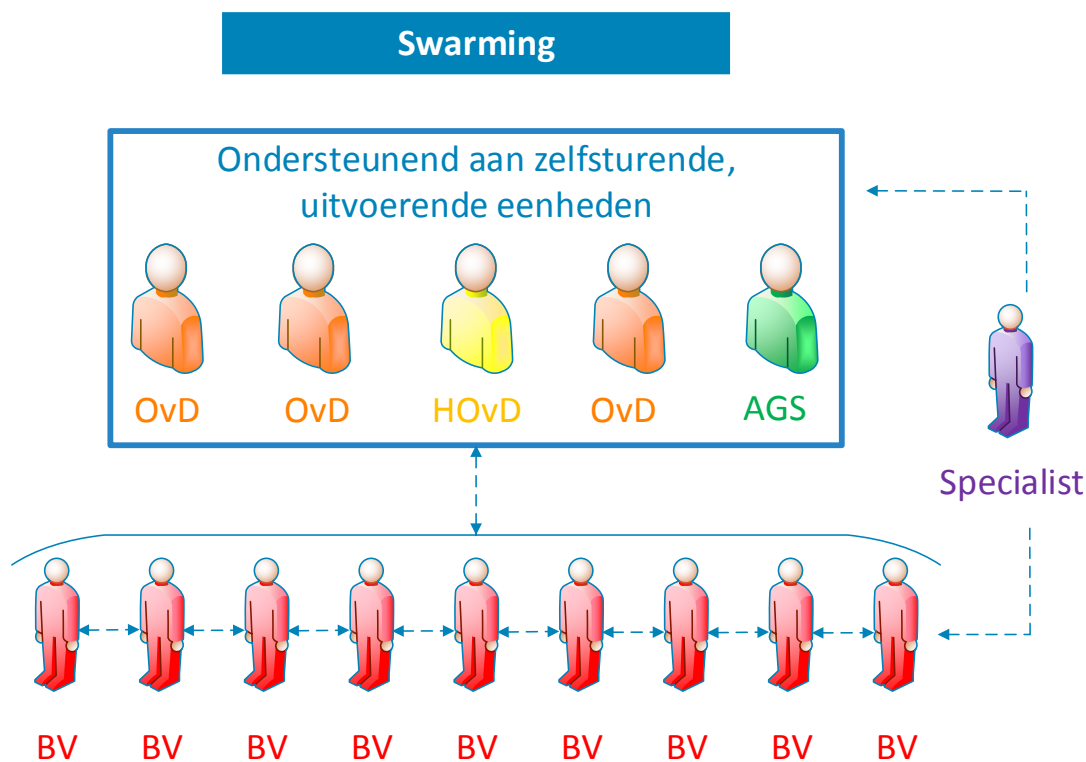 Swarming
Ondersteunend aan zelfsturende,
uitvoerende eenheden
OvD OvD HOvD OvD AGS
Specialist
BV BV BV BV BV BV BV BV BV